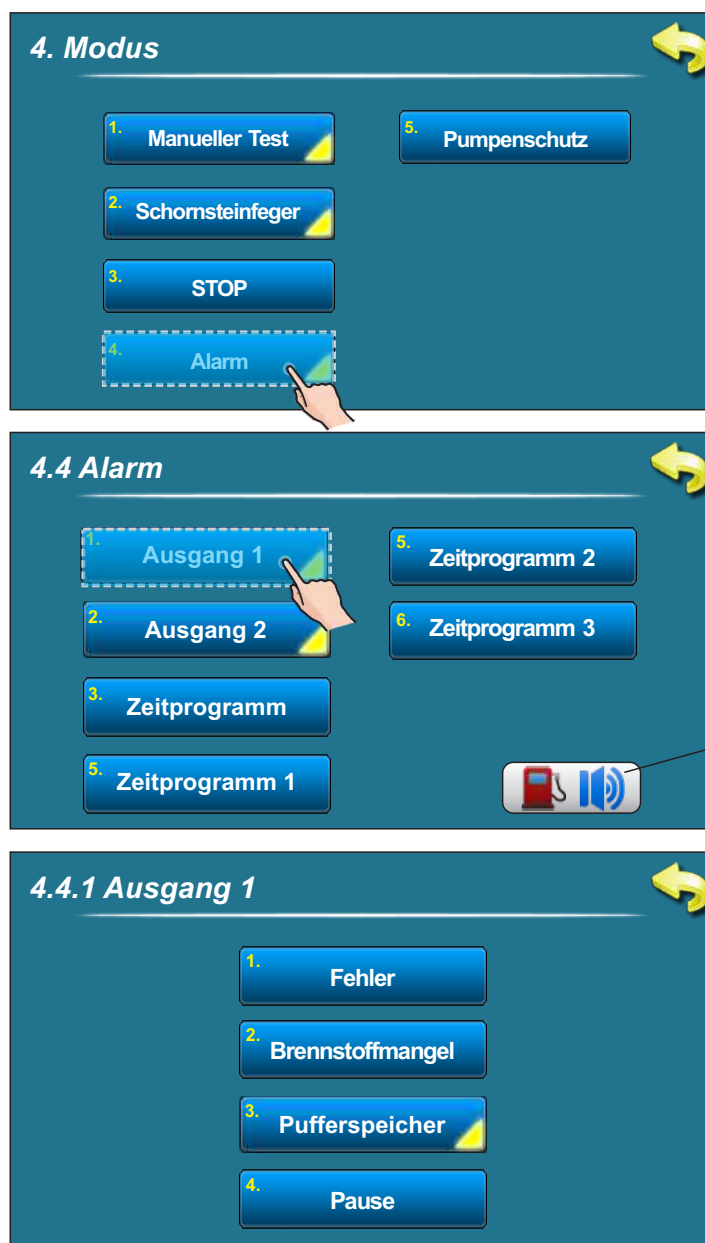 4. Modus
1. Manueller Test
5. Pumpenschutz
2. Schornsteinfeger
3. STOP
4. Alarm
4.4 Alarm
1. Ausgang 1
5. Zeitprogramm 2
2. Ausgang 2
6. Zeitprogramm 3
3. Zeitprogramm
5. Zeitprogramm 1
4.4.1 Ausgang 1
1. Fehler
2. Brennstoffmangel
3. Pufferspeicher
4. Pause